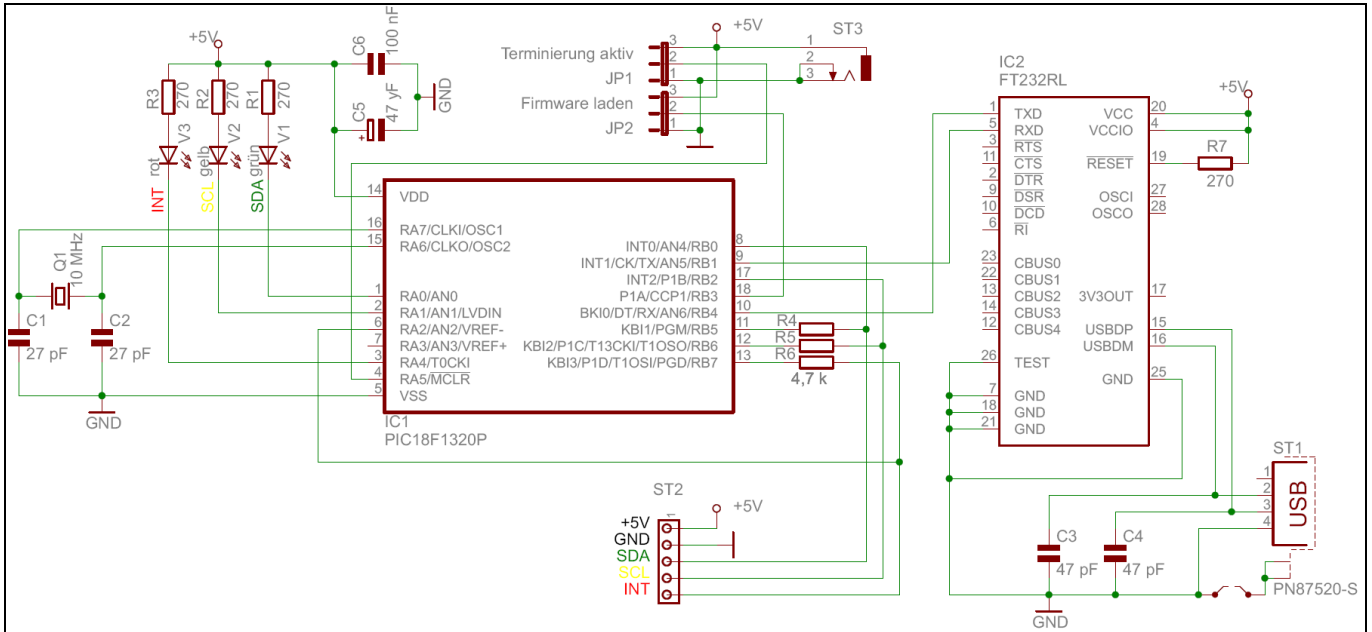 +5V
C6
100 nF
C5
47 yF
+
GND
R3
270
R2
270
R1
270
V3
V2
V1
rot
gelb
grün
INT
SCL
SDA
+5V
Terminierung aktiv
JP1
Firmware laden
JP2
3
2
1
3
2
1
ST3
1
2
3
IC2
FT232RL
1 TXD
5 RXD
3 RTS
11 CTS
2 DTR
9 DSR
10 DCD
6 RI
23 CBUS0
22 CBUS1
13 CBUS2
14 CBUS3
12 CBUS4
26 TEST
7 GND
18 GND
21 GND
VCC 20
VCCIO 4
RESET 19
OSCI 27
OSCO 28
3V3OUT 17
USBDP 15
USBDM 16
GND 25
+5V
R7
270
14 VDD
16 RA7/CLKI/OSC1
15 RA6/CLKO/OSC2
1 RA0/AN0
2 RA1/AN1/LVDIN
6 RA2/AN2/VREF-
7 RA3/AN3/VREF+
3 RA4/T0CKI
4 RA5/MCLR
5 VSS
INT0/AN4/RB0 8
INT1/CK/TX/AN5/RB1 9
INT2/P1B/RB2 17
P1A/CCP1/RB3 18
BKI0/DT/RX/AN6/RB4 10
KBI1/PGM/RB5 11
KBI2/P1C/T13CKI/T1OSO/RB6 12
KBI3/P1D/T1OSI/PGD/RB7 13
IC1
PIC18F1320P
R4
R5
R6
4,7 k
Q1
10 MHz
C1
27 pF
C2
27 pF
GND
ST2
1
+5V
+5V
GND
SDA
SCL
INT
ST1
1
2
3
4
USB
PN87520-S
C3
47 pF
C4
47 pF
GND